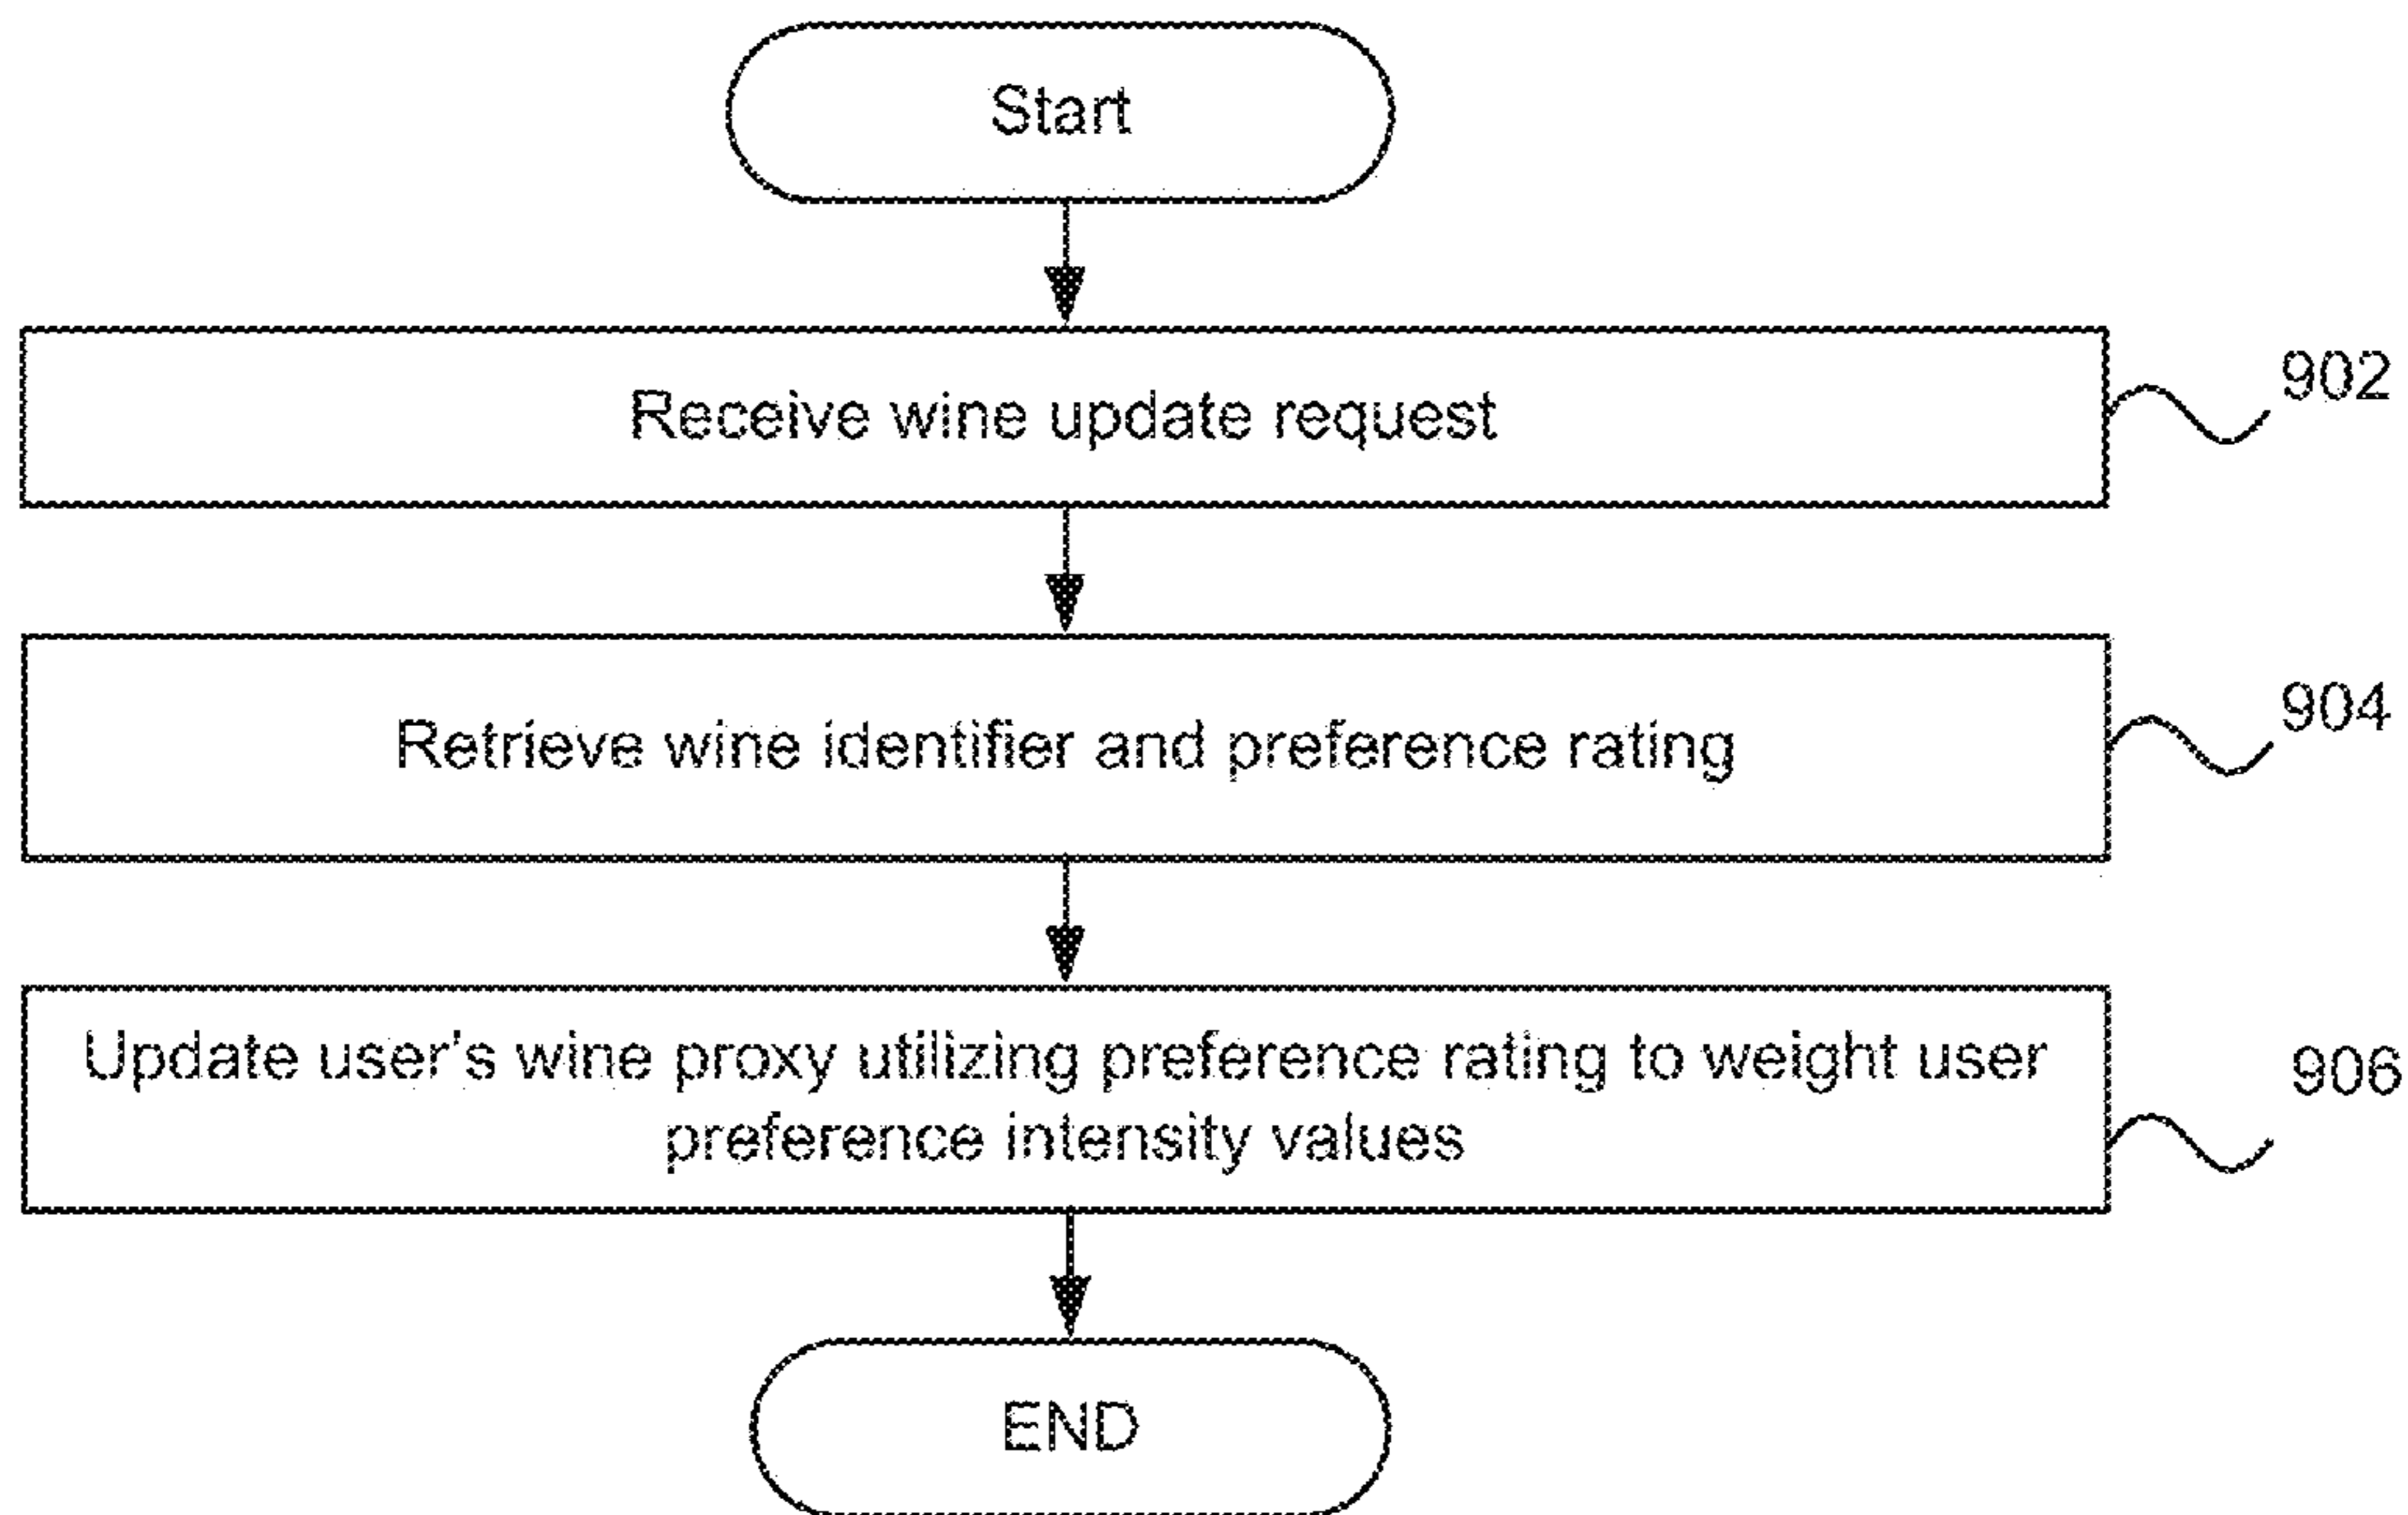 Start
Receive wine update request
902
Retrieve wine identifier and preference rating
904
Update user's wine proxy utilizing preference rating to weight user
preference intensity values
906
END